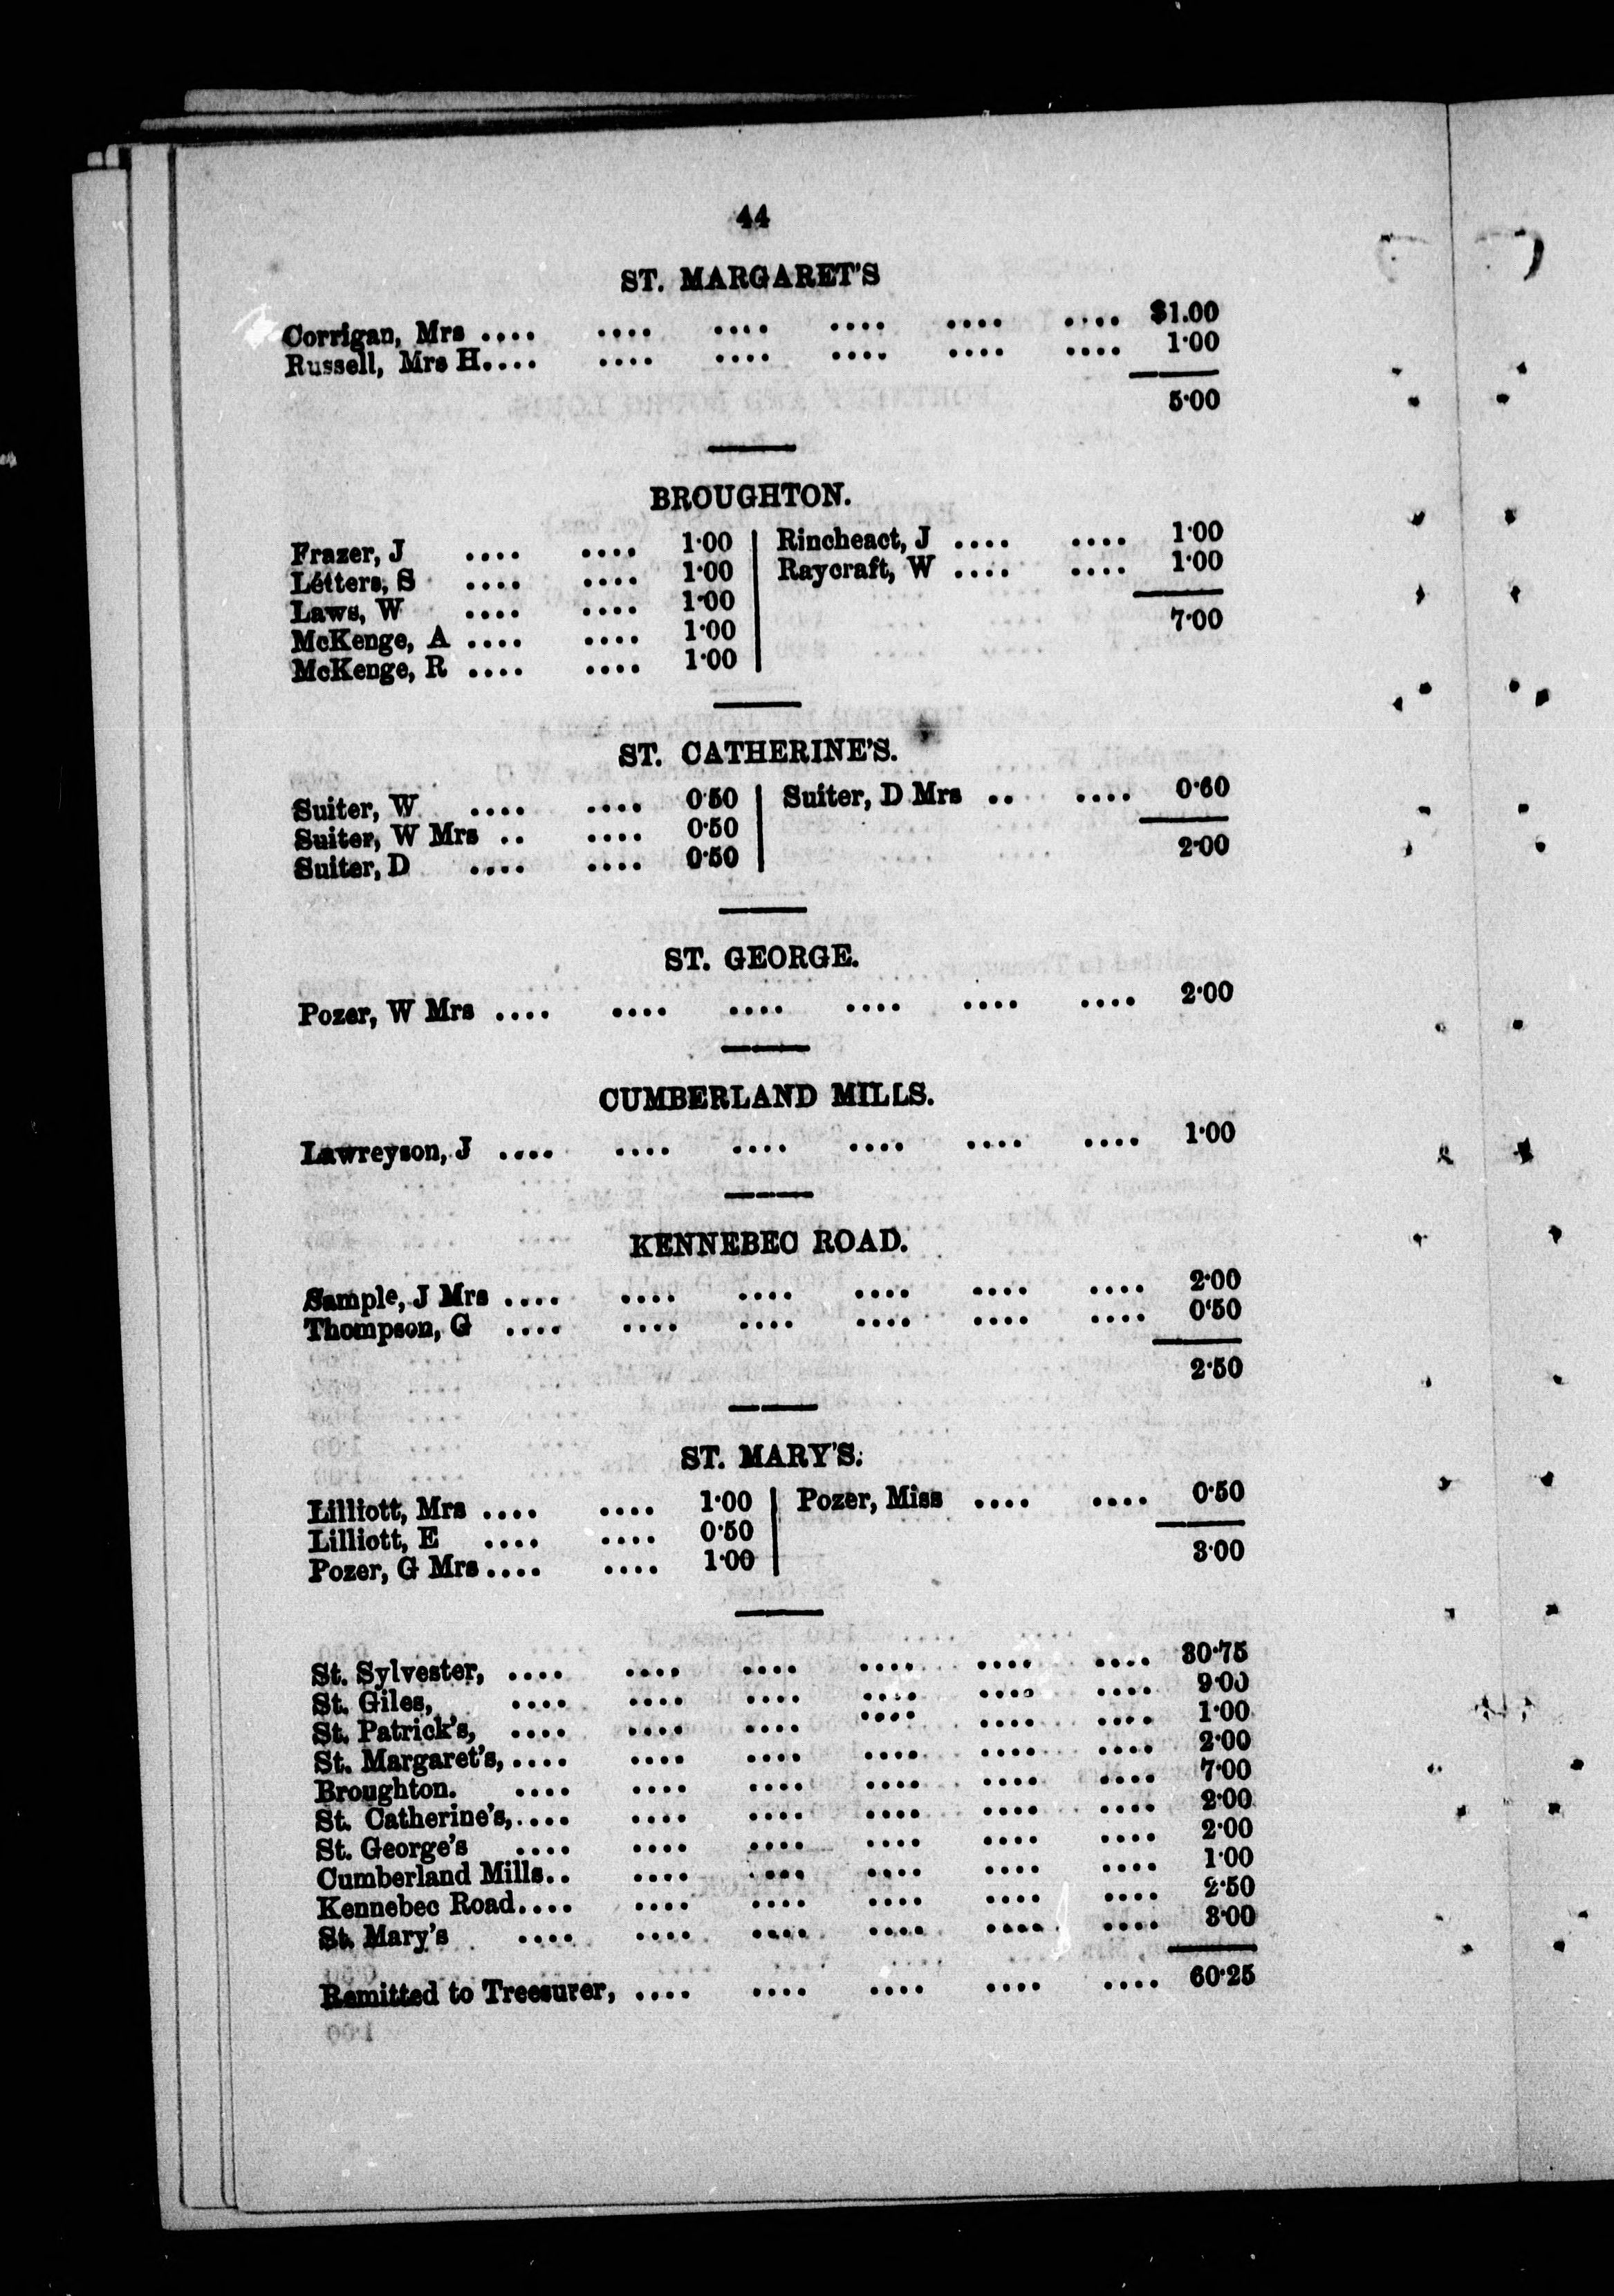 44
ST. MARGARET'S
Corrigan, Mrs .... .... .... .... .... .... $1.00
Russell, Mrs H.... .... .... .... .... .... 1·00
5·00
BROUGHTON.
Frazer, J .... .... 1·00
Létters, S .... .... 1·00
Laws, W .... .... 1·00
McKenge, A .... .... 1·00
McKenge, R .... .... 1·00
Rincheact, J .... .... 1·00
Raycraft, W .... .... 1·00
7·00
ST. CATHERINE'S.
Suiter, W .... .... 0·50
Suiter, W Mrs .. .... 0·50
Suiter, D .... .... 0·50
Suiter, D Mrs .. .... 0·60
2·00
ST. GEORGE.
Pozer, W Mrs .... .... .... .... .... .... 2·00
CUMBERLAND MILLS.
Lawreyson, J .... .... .... .... .... .... 1·00
KENNEBEC ROAD.
Sample, J Mrs .... .... .... .... .... .... 2·00
Thompson, G .... .... .... .... .... .... 0·50
2·50
ST. MARY'S.
Lilliott, Mrs .... .... 1·00
Lilliott, E .... .... 0·50
Pozer, G Mrs .... .... 1·00
Pozer, Miss .... .... 0·50
3·00
St. Sylvester, .... .... .... .... .... .... 30·75
St. Giles, .... .... .... .... .... .... 9·00
St. Patrick's, .... .... .... .... .... .... 1·00
St. Margaret's, .... .... .... .... .... .... 2·00
Broughton. .... .... .... .... .... .... 7·00
St. Catherine's, .... .... .... .... .... .... 2·00
St. George's .... .... .... .... .... .... 2·00
Cumberland Mills.. .... .... .... .... .... 1·00
Kennebec Road.... .... .... .... .... .... 2·50
St. Mary's .... .... .... .... .... .... 3·00
Remitted to Treesurer, .... .... .... .... .... 60·25